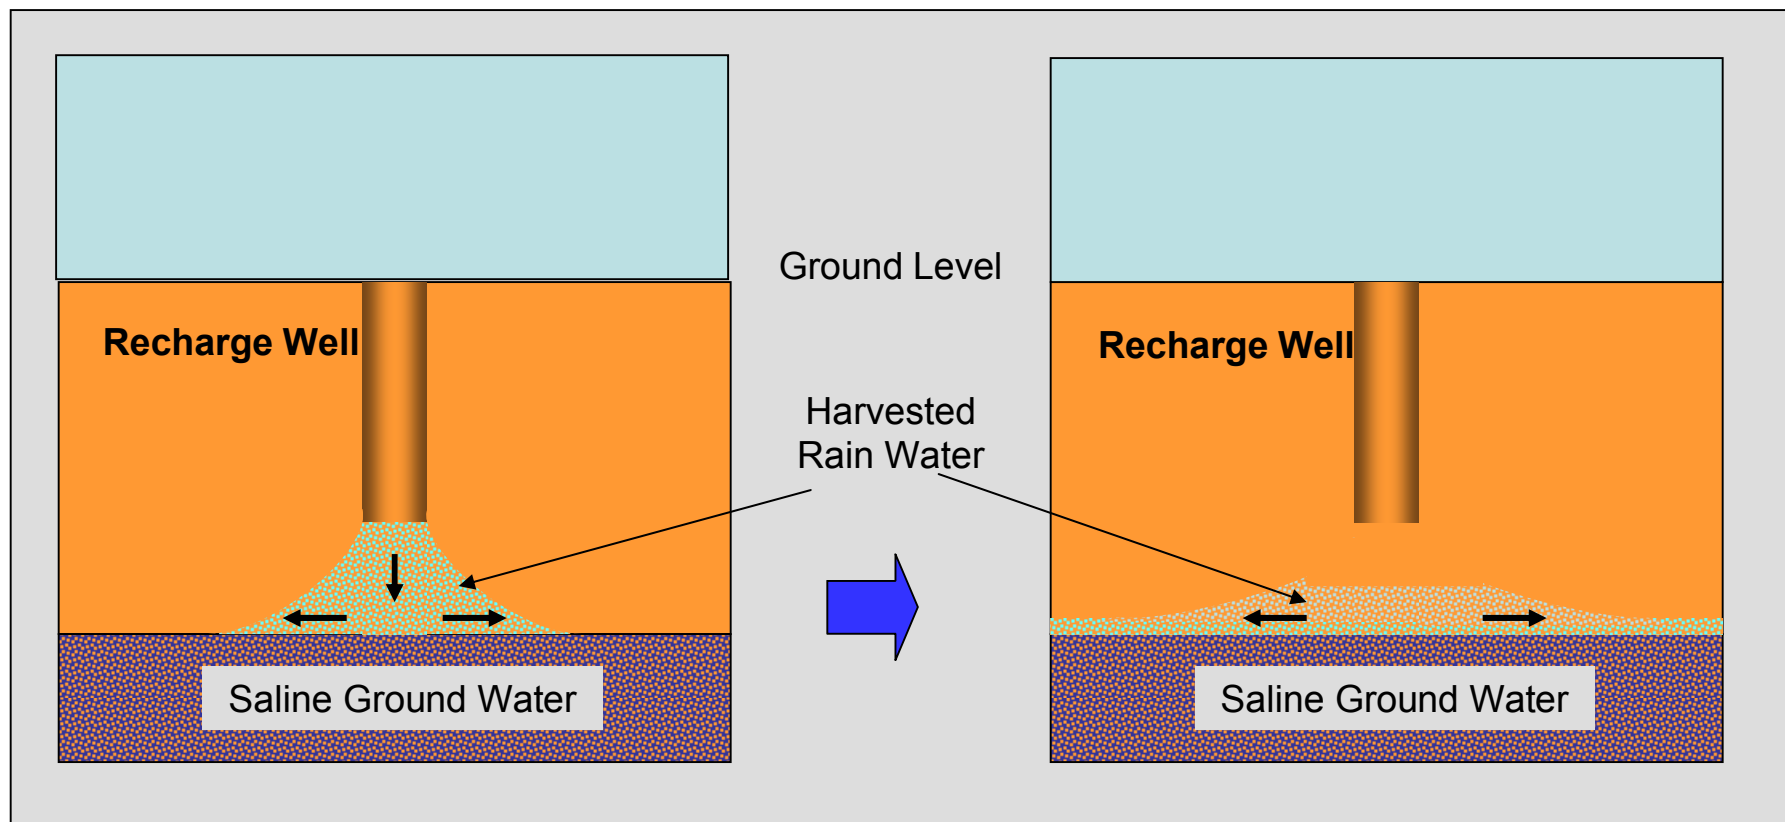 Ground Level
Recharge Well
Recharge Well
Harvested
Rain Water
Saline Ground Water
Saline Ground Water